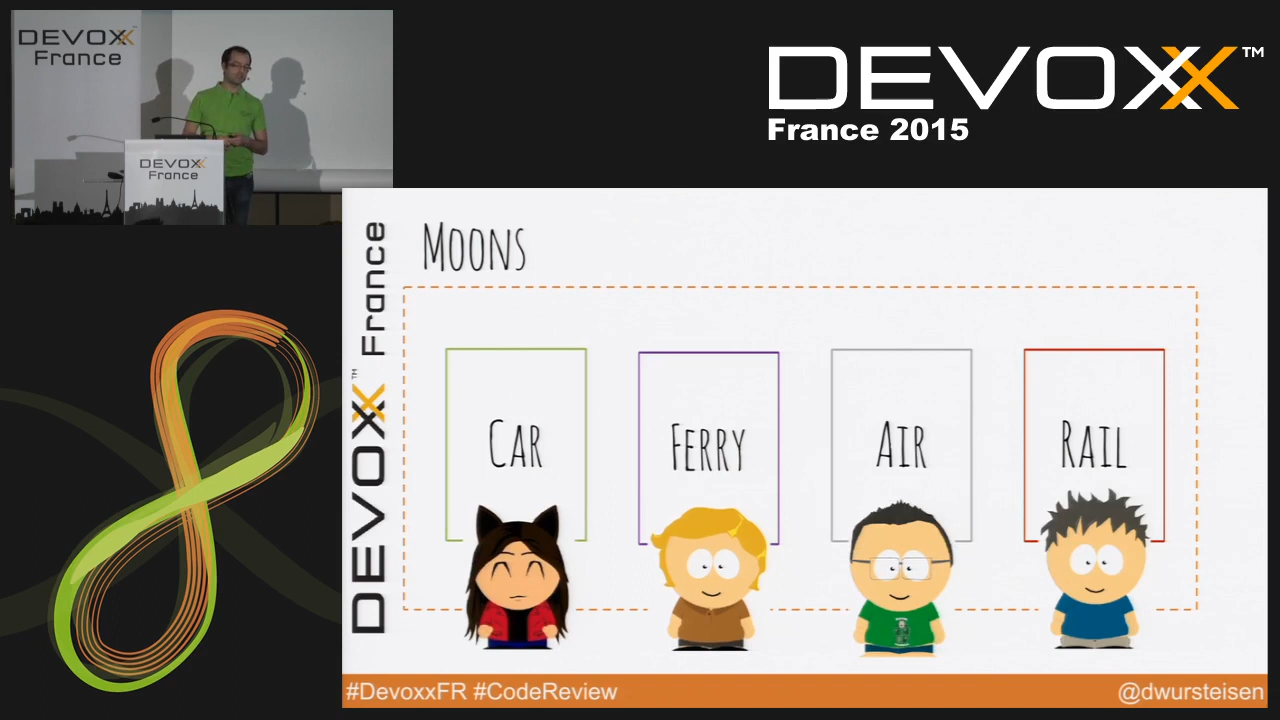 DEVOXX
France
DEVOXX
France
DEVOXX™
France 2015
DEVOXX™ France
MOONS
CAR
FERRY
AIR
RAIL
#DevoxxFR #CodeReview
@dwursteisen